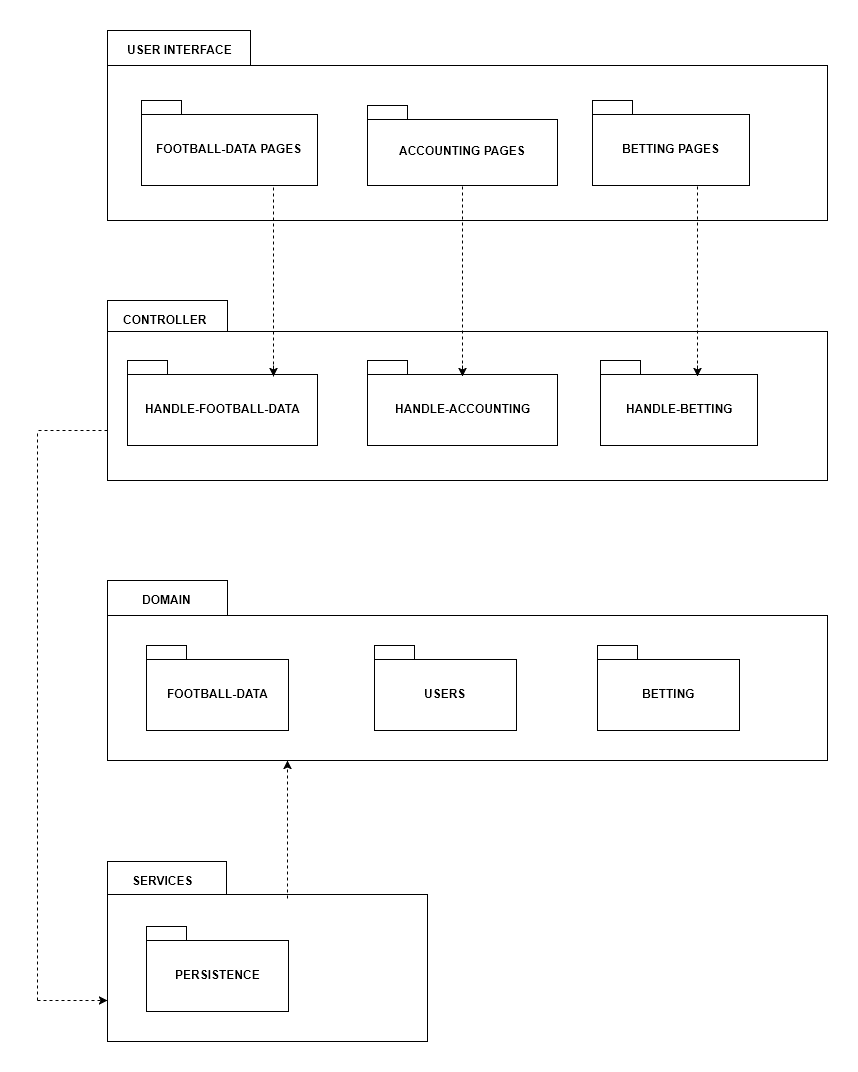 USER INTERFACE
FOOTBALL-DATA PAGES
ACCOUNTING PAGES
BETTING PAGES
CONTROLLER
HANDLE-FOOTBALL-DATA
HANDLE-ACCOUNTING
HANDLE-BETTING
DOMAIN
FOOTBALL-DATA
USERS
BETTING
SERVICES
PERSISTENCE